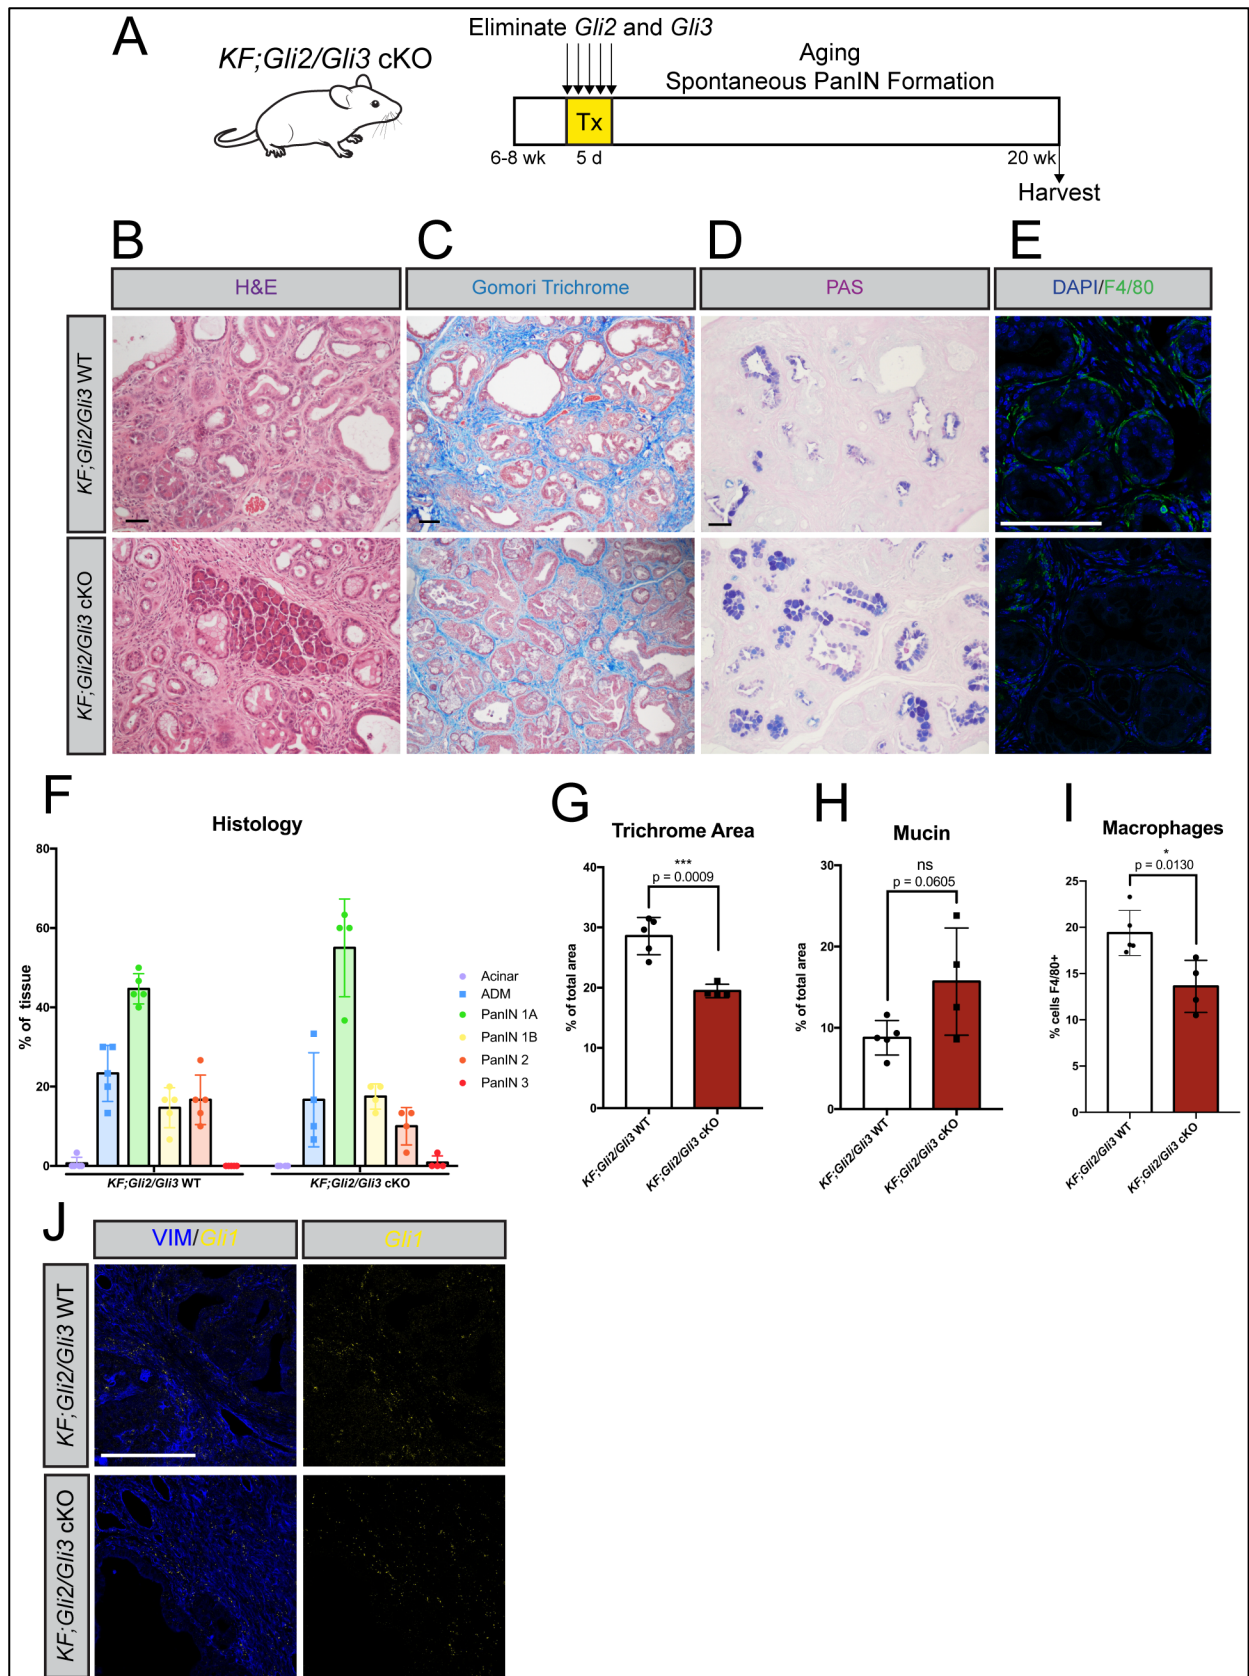 A
KF;Gli2/Gli3 cKO
Eliminate Gli2 and Gli3
Aging
Spontaneous PanIN Formation
Tx
6-8 wk
5 d
20 wk
Harvest
B
C
D
E
H&E
Gomori Trichrome
PAS
DAPI/F4/80
KF;Gli2/Gli3 WT
KF;Gli2/Gli3 cKO
F
Histology
% of tissue
80
60
40
20
0
KF;Gli2/Gli3 WT
KF;Gli2/Gli3 cKO
Acinar
ADM
PanIN 1A
PanIN 1B
PanIN 2
PanIN 3
G
Trichrome Area
***
p = 0.0009
% of total area
40
30
20
10
0
KF;Gli2/Gli3 WT
KF;Gli2/Gli3 cKO
H
Mucin
ns
p = 0.0605
% of total area
30
20
10
0
KF;Gli2/Gli3 WT
KF;Gli2/Gli3 cKO
I
Macrophages
*
p = 0.0130
% cells F4/80+
25
20
15
10
5
0
KF;Gli2/Gli3 WT
KF;Gli2/Gli3 cKO
J
VIM/Gli1
Gli1
KF;Gli2/Gli3 WT
KF;Gli2/Gli3 cKO